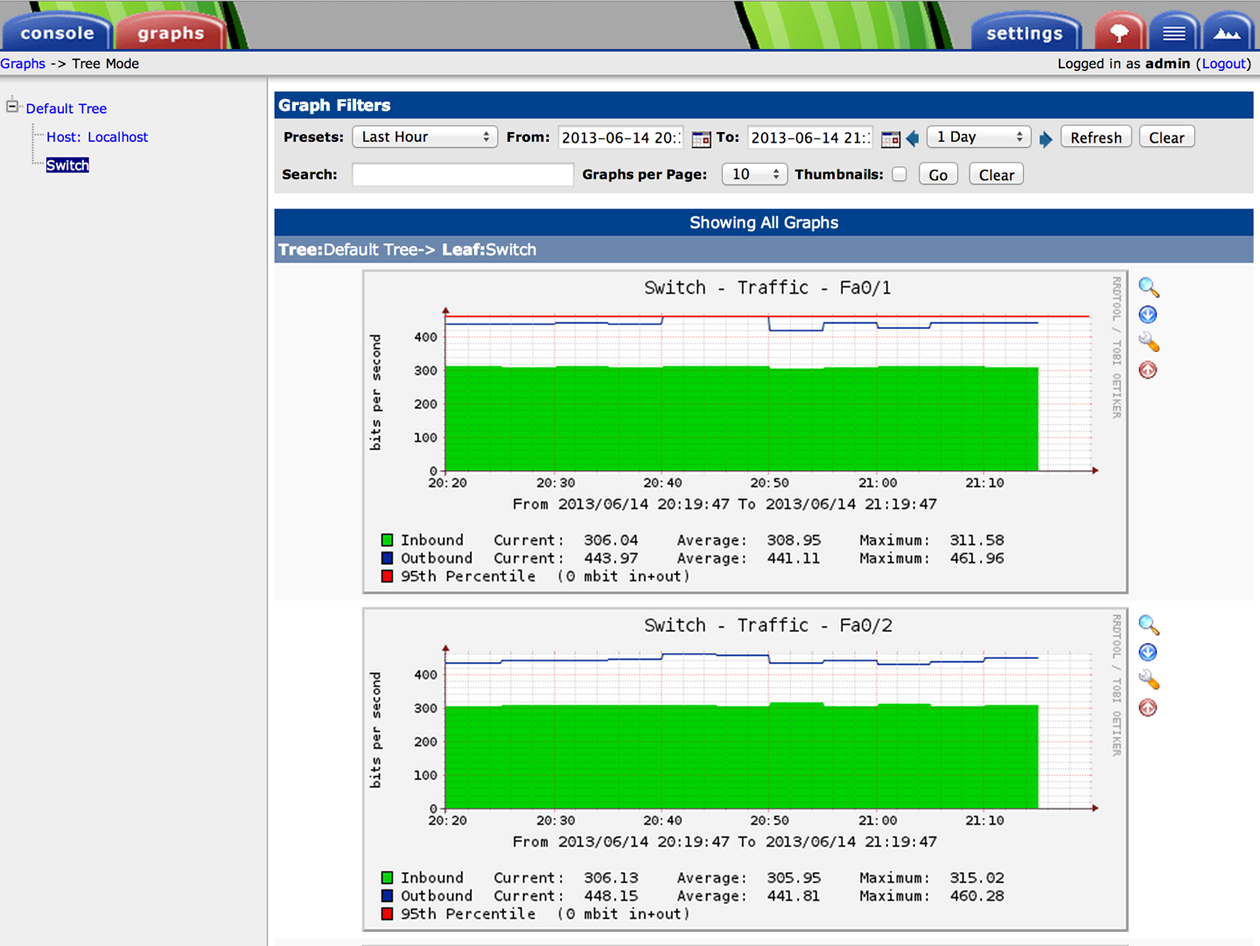 console graphs settings
Graphs -> Tree Mode Logged in as admin (Logout)
Default Tree
Host: Localhost
Switch
Graph Filters
Presets: Last Hour From: 2013-06-14 20: To: 2013-06-14 21: 1 Day Refresh Clear
Search: Graphs per Page: 10 Thumbnails: Go Clear
Showing All Graphs
Tree:Default Tree-> Leaf:Switch
Switch - Traffic - Fa0/1
RRDTOOL / TOBI OETIKER
bits per second
400
300
200
100
0
20:20 20:30 20:40 20:50 21:00 21:10
From 2013/06/14 20:19:47 To 2013/06/14 21:19:47
Inbound Current: 306.04 Average: 308.95 Maximum: 311.58
Outbound Current: 443.97 Average: 441.11 Maximum: 461.96
95th Percentile (0 mbit in+out)
Switch - Traffic - Fa0/2
RRDTOOL / TOBI OETIKER
bits per second
400
300
200
100
0
20:20 20:30 20:40 20:50 21:00 21:10
From 2013/06/14 20:19:47 To 2013/06/14 21:19:47
Inbound Current: 306.13 Average: 305.95 Maximum: 315.02
Outbound Current: 448.15 Average: 441.81 Maximum: 460.28
95th Percentile (0 mbit in+out)